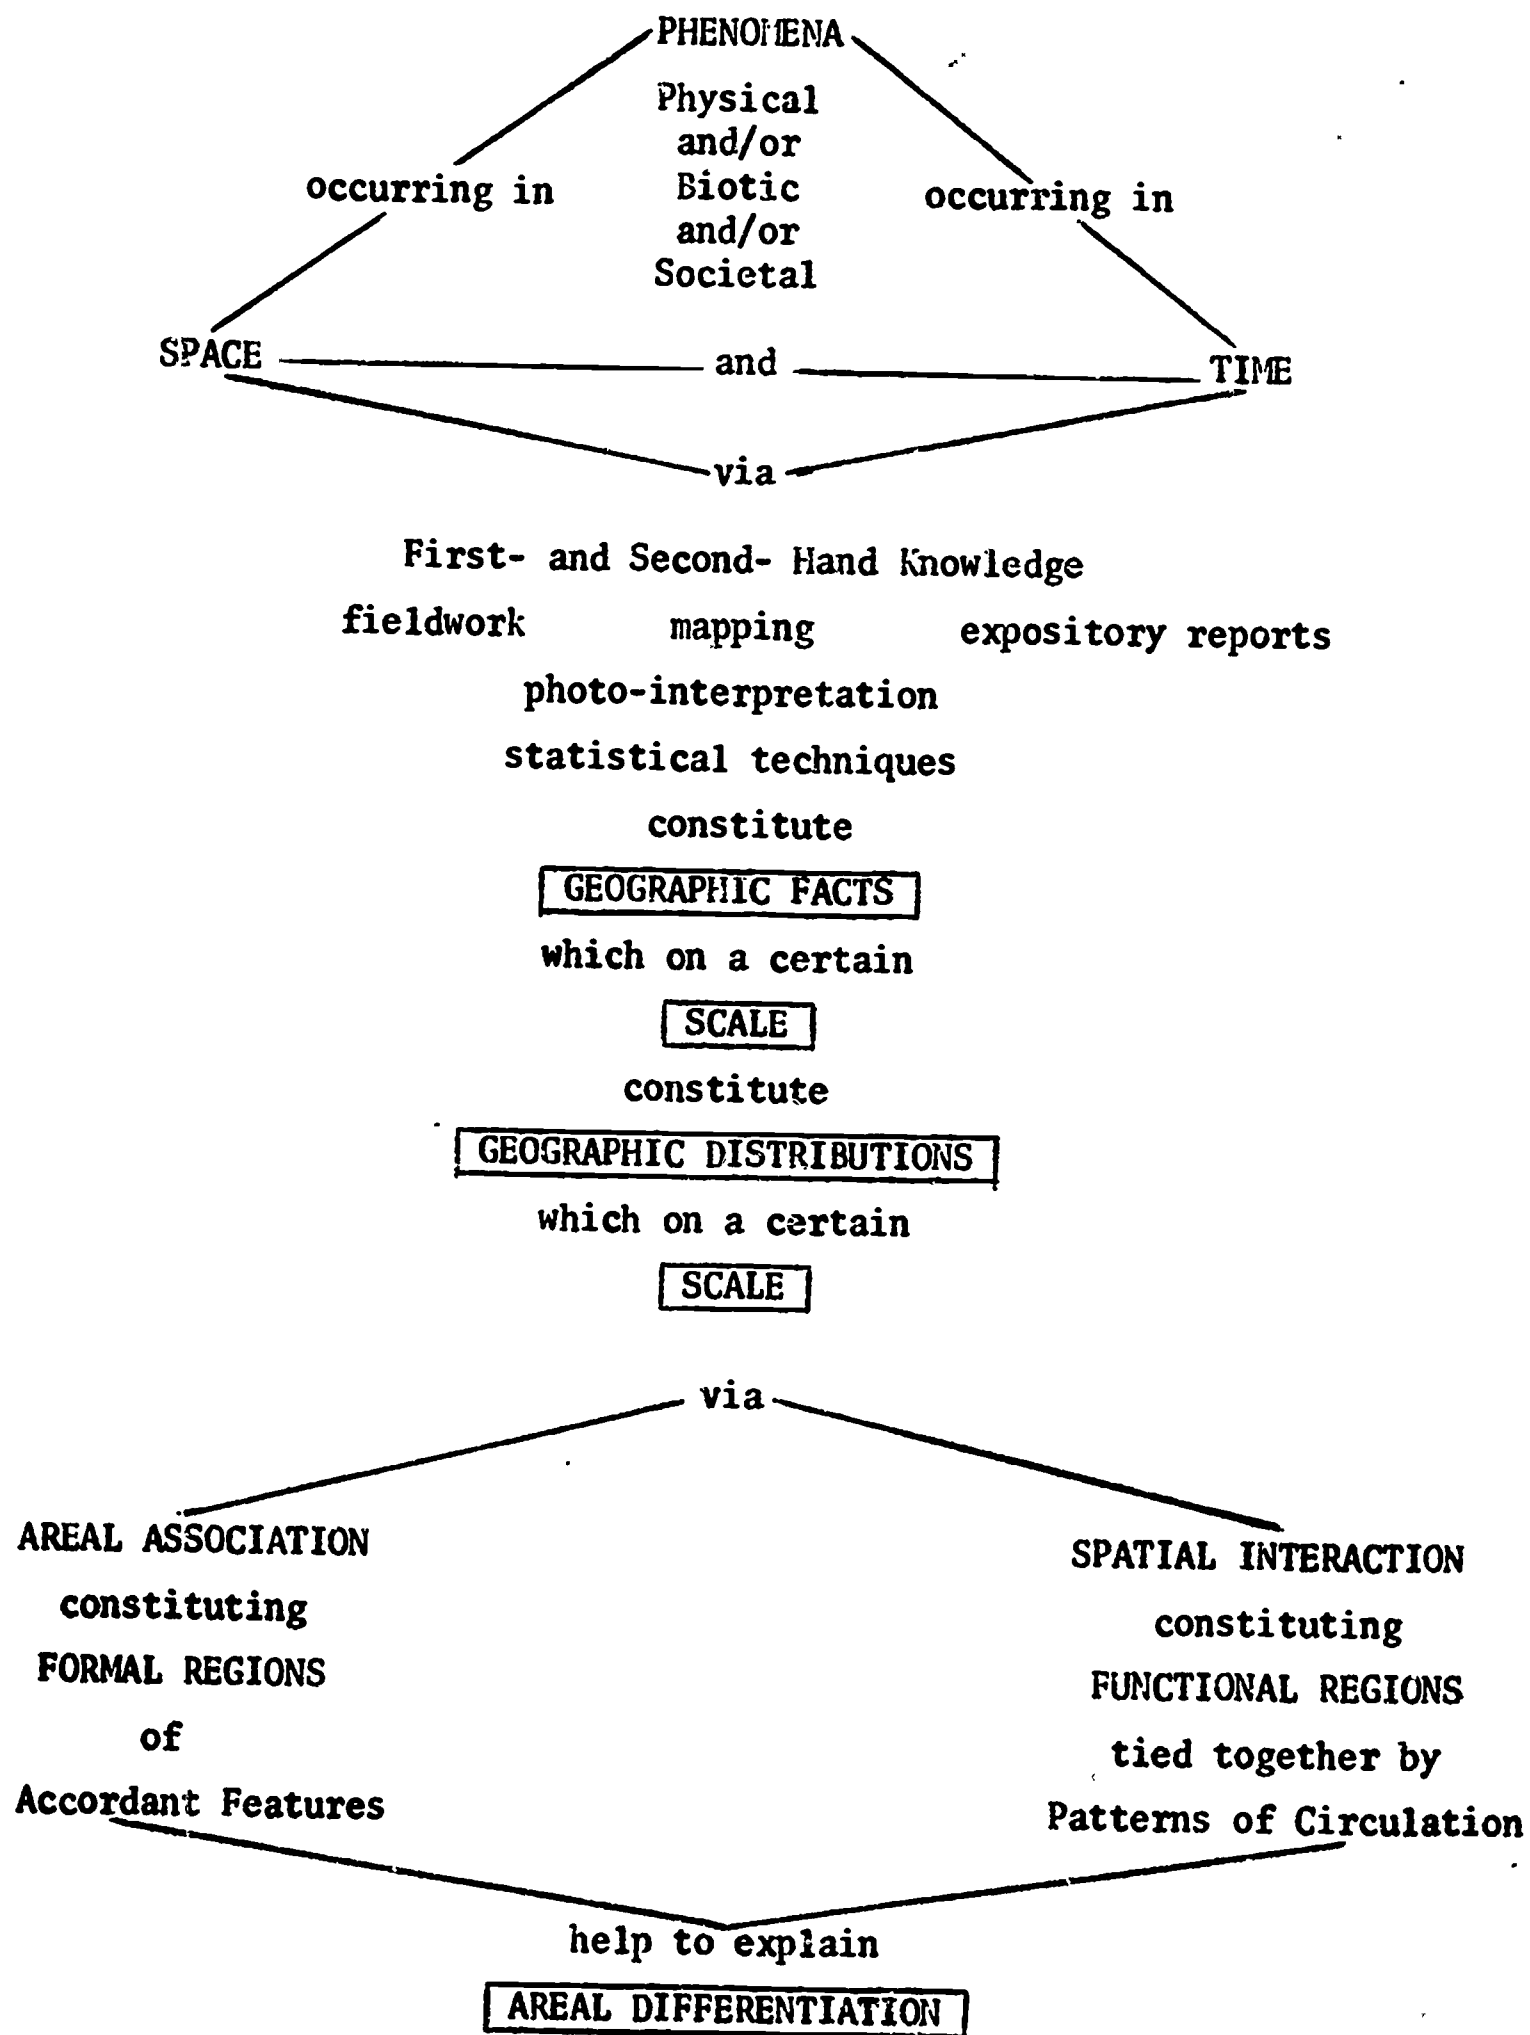 PHENOMENA
Physical
and/or
Biotic
and/or
Societal
occurring in
occurring in
SPACE and TIME
via
First- and Second- Hand Knowledge
fieldwork mapping expository reports
photo-interpretation
statistical techniques
constitute
GEOGRAPHIC FACTS
which on a certain
SCALE
constitute
GEOGRAPHIC DISTRIBUTIONS
which on a certain
SCALE
via
AREAL ASSOCIATION
constituting
FORMAL REGIONS
of
Accordant Features
SPATIAL INTERACTION
constituting
FUNCTIONAL REGIONS
tied together by
Patterns of Circulation
help to explain
AREAL DIFFERENTIATION